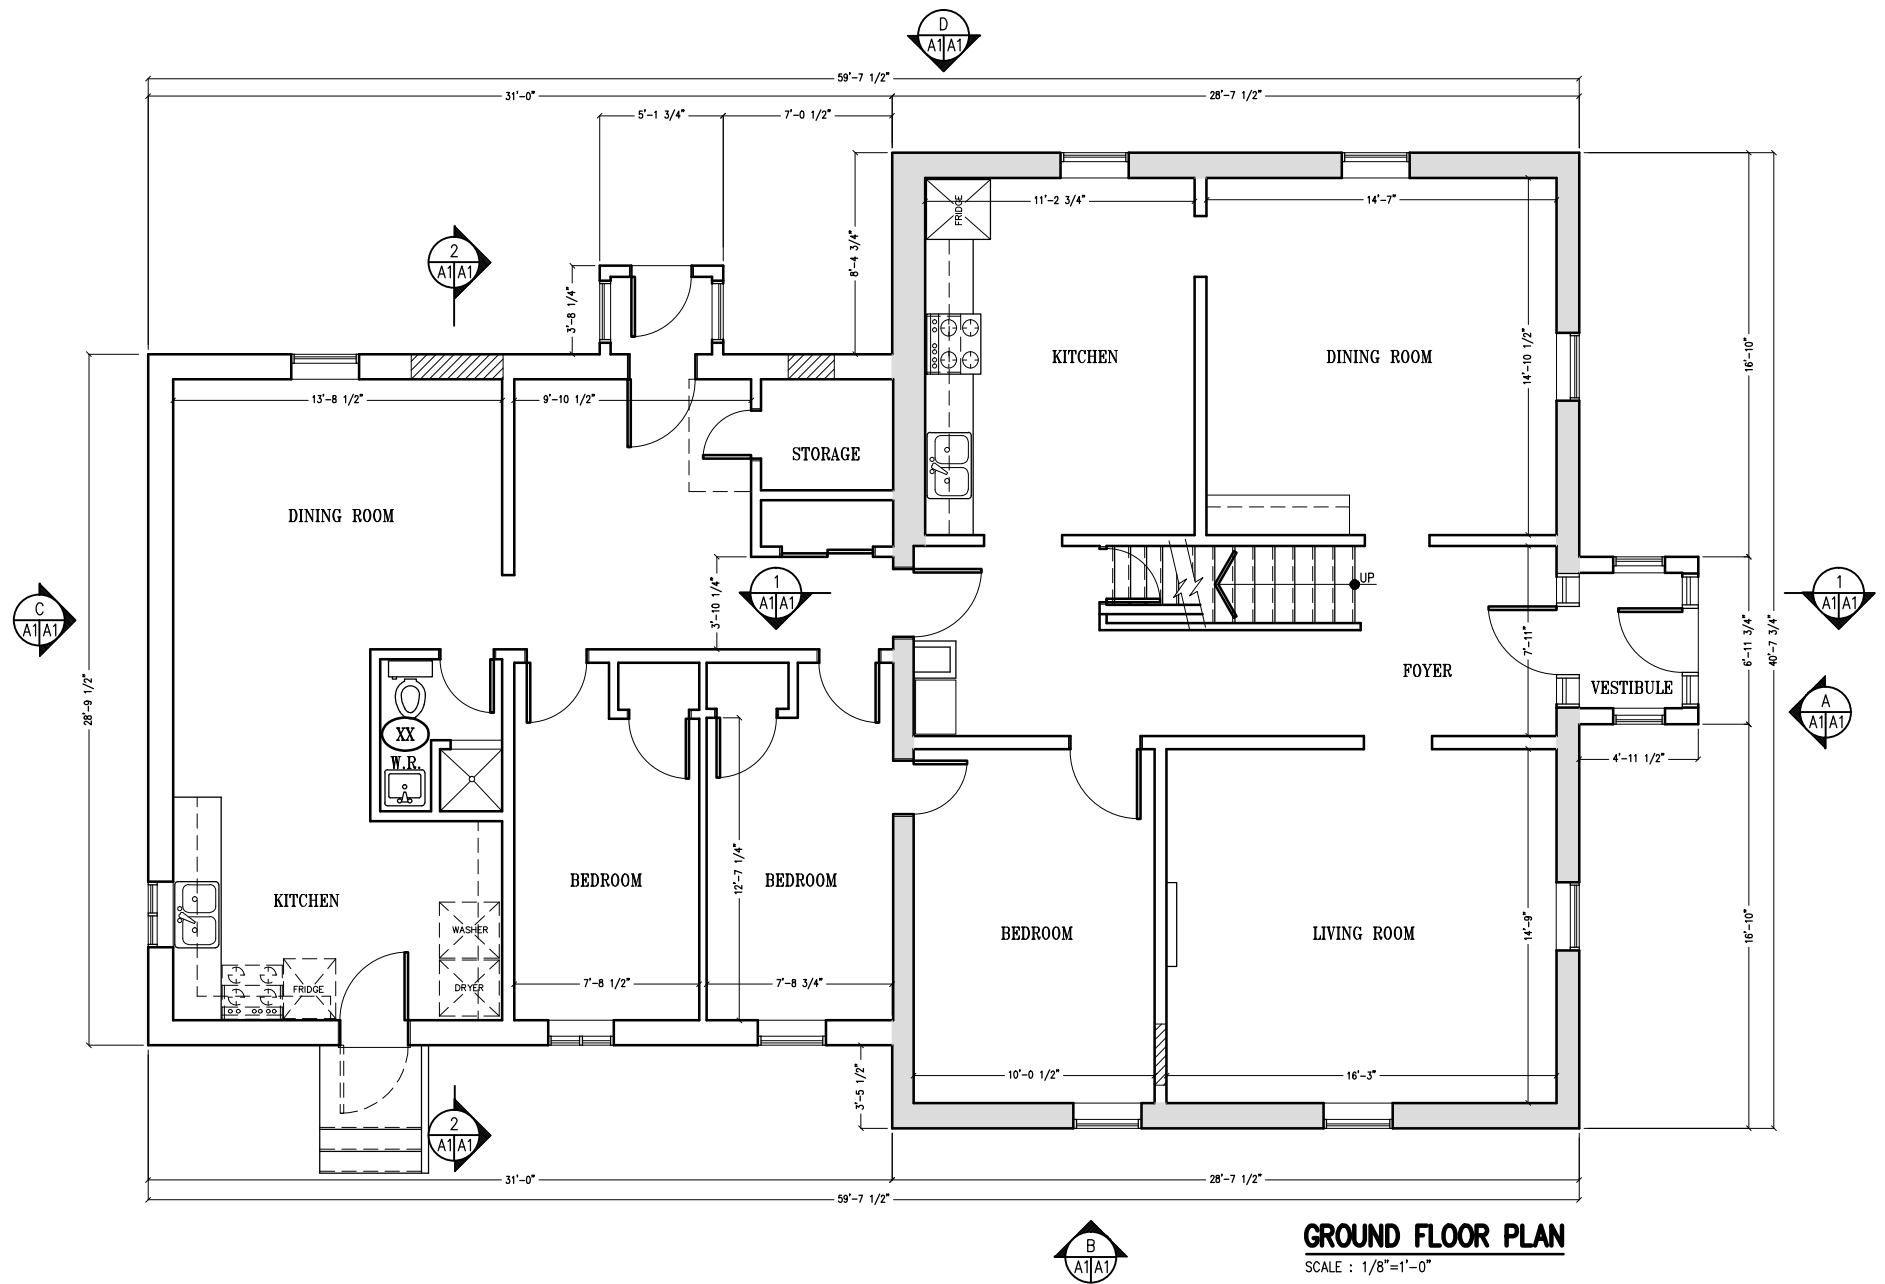 D
A1 A1
59'-7 1/2"
31'-0"
28'-7 1/2"
5'-1 3/4"
7'-0 1/2"
2
A1 A1
8'-4 3/4"
3'-8 1/4"
FRIDGE
11'-2 3/4"
14'-7"
14'-10 1/2"
16'-10"
KITCHEN
DINING ROOM
13'-8 1/2"
9'-10 1/2"
STORAGE
DINING ROOM
C
A1 A1
1
A1 A1
3'-10 1/4"
UP
1
A1 A1
7'-11"
6'-11 3/4"
40'-7 3/4"
28'-9 1/2"
FOYER
VESTIBULE
A
A1 A1
XX
W.R.
4'-11 1/2"
12'-7 1/4"
BEDROOM
BEDROOM
KITCHEN
WASHER
DRYER
FRIDGE
7'-8 1/2"
7'-8 3/4"
BEDROOM
LIVING ROOM
14'-9"
16'-10"
10'-0 1/2"
16'-3"
3'-5 1/2"
2
A1 A1
31'-0"
28'-7 1/2"
59'-7 1/2"
B
A1 A1
GROUND FLOOR PLAN
SCALE : 1/8"=1'-0"